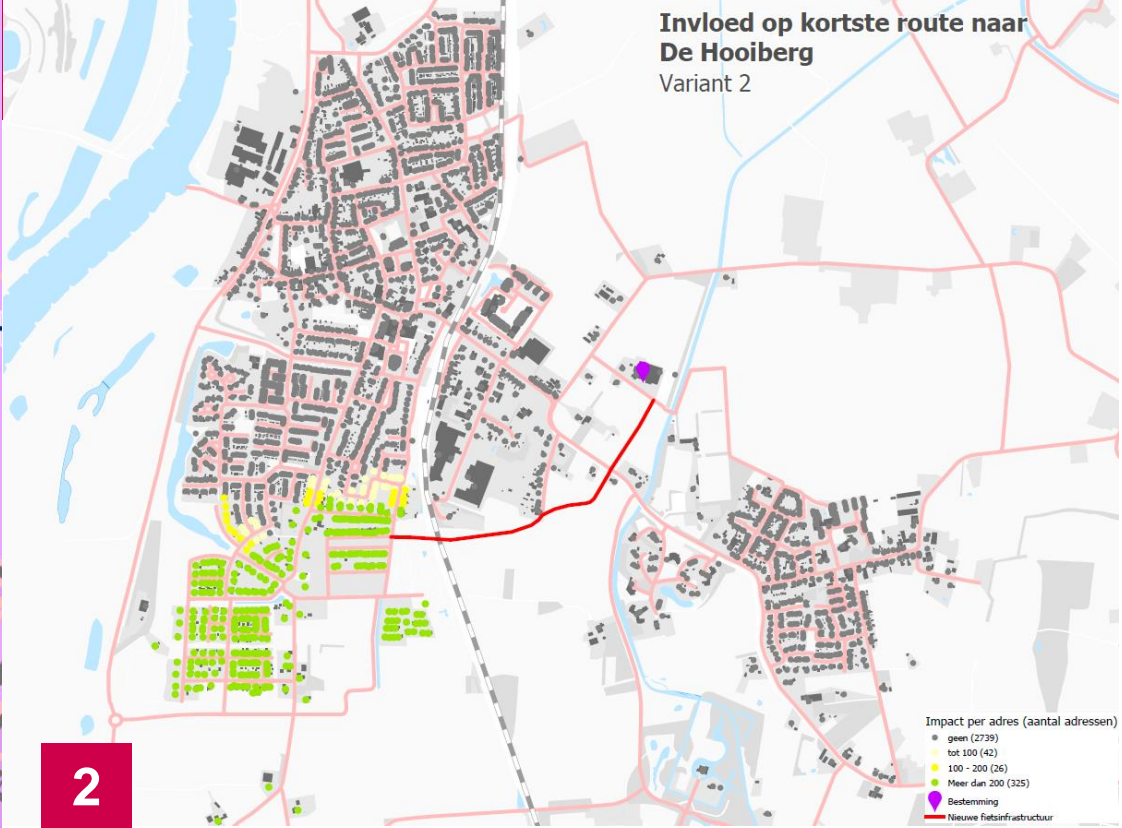 Invloed op kortste route naar
De Hooiberg
Variant 2
Impact per adres (aantal adressen)
geen (2739)
tot 100 (42)
100 - 200 (26)
Meer dan 200 (325)
Bestemming
Nieuwe fietsinfrastructuur
2